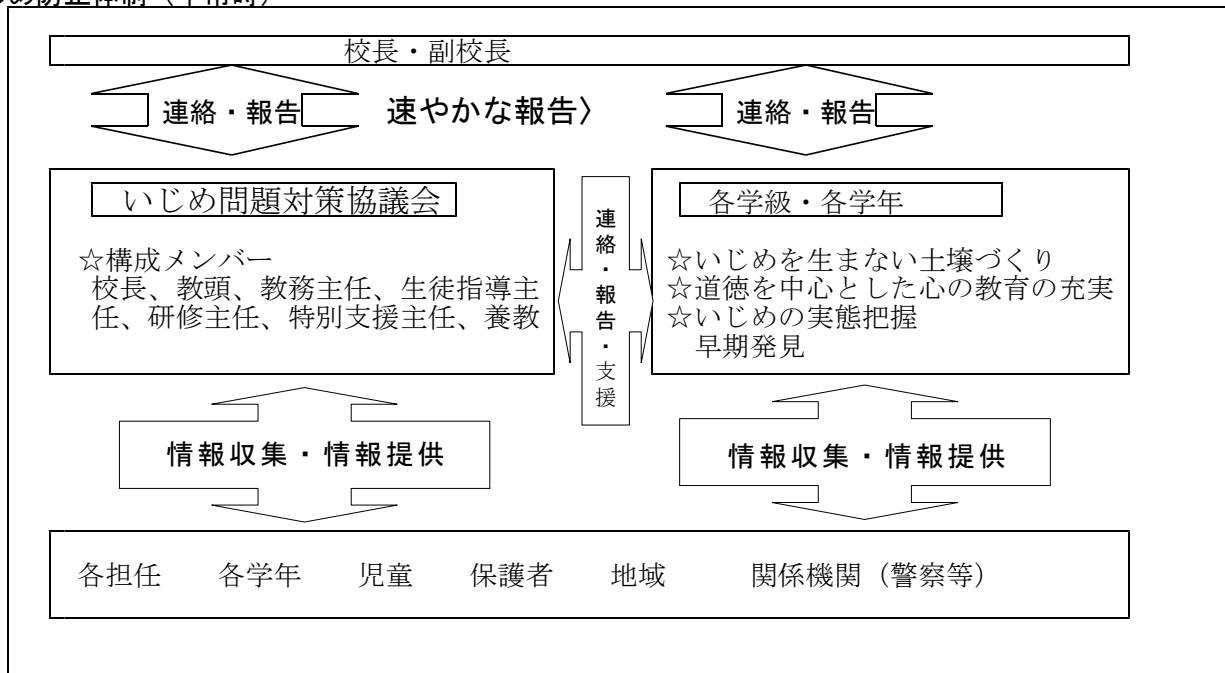 校長・副校長
連絡・報告
速やかな報告〉
連絡・報告
いじめ問題対策協議会
☆構成メンバー
校長、教頭、教務主任、生徒指導主
任、研修主任、特別支援主任、養教
連絡・報告・支援
各学級・各学年
☆いじめを生まない土壌づくり
☆道徳を中心とした心の教育の充実
☆いじめの実態把握
早期発見
情報収集・情報提供
情報収集・情報提供
各担任 各学年 児童 保護者 地域 関係機関（警察等）